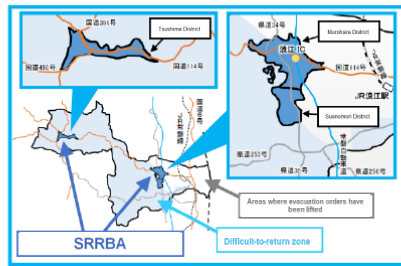 国道399号
Tsushima District
国道459号
国道114号
県道34号
Murohara District
浪江IC
国道114号
JR浪江駅
Suenomori District
県道253号
常磐自動車道
県道35号
県道256号
Areas where evacuation orders have
been lifted
SRRBA
Difficult-to-return zone